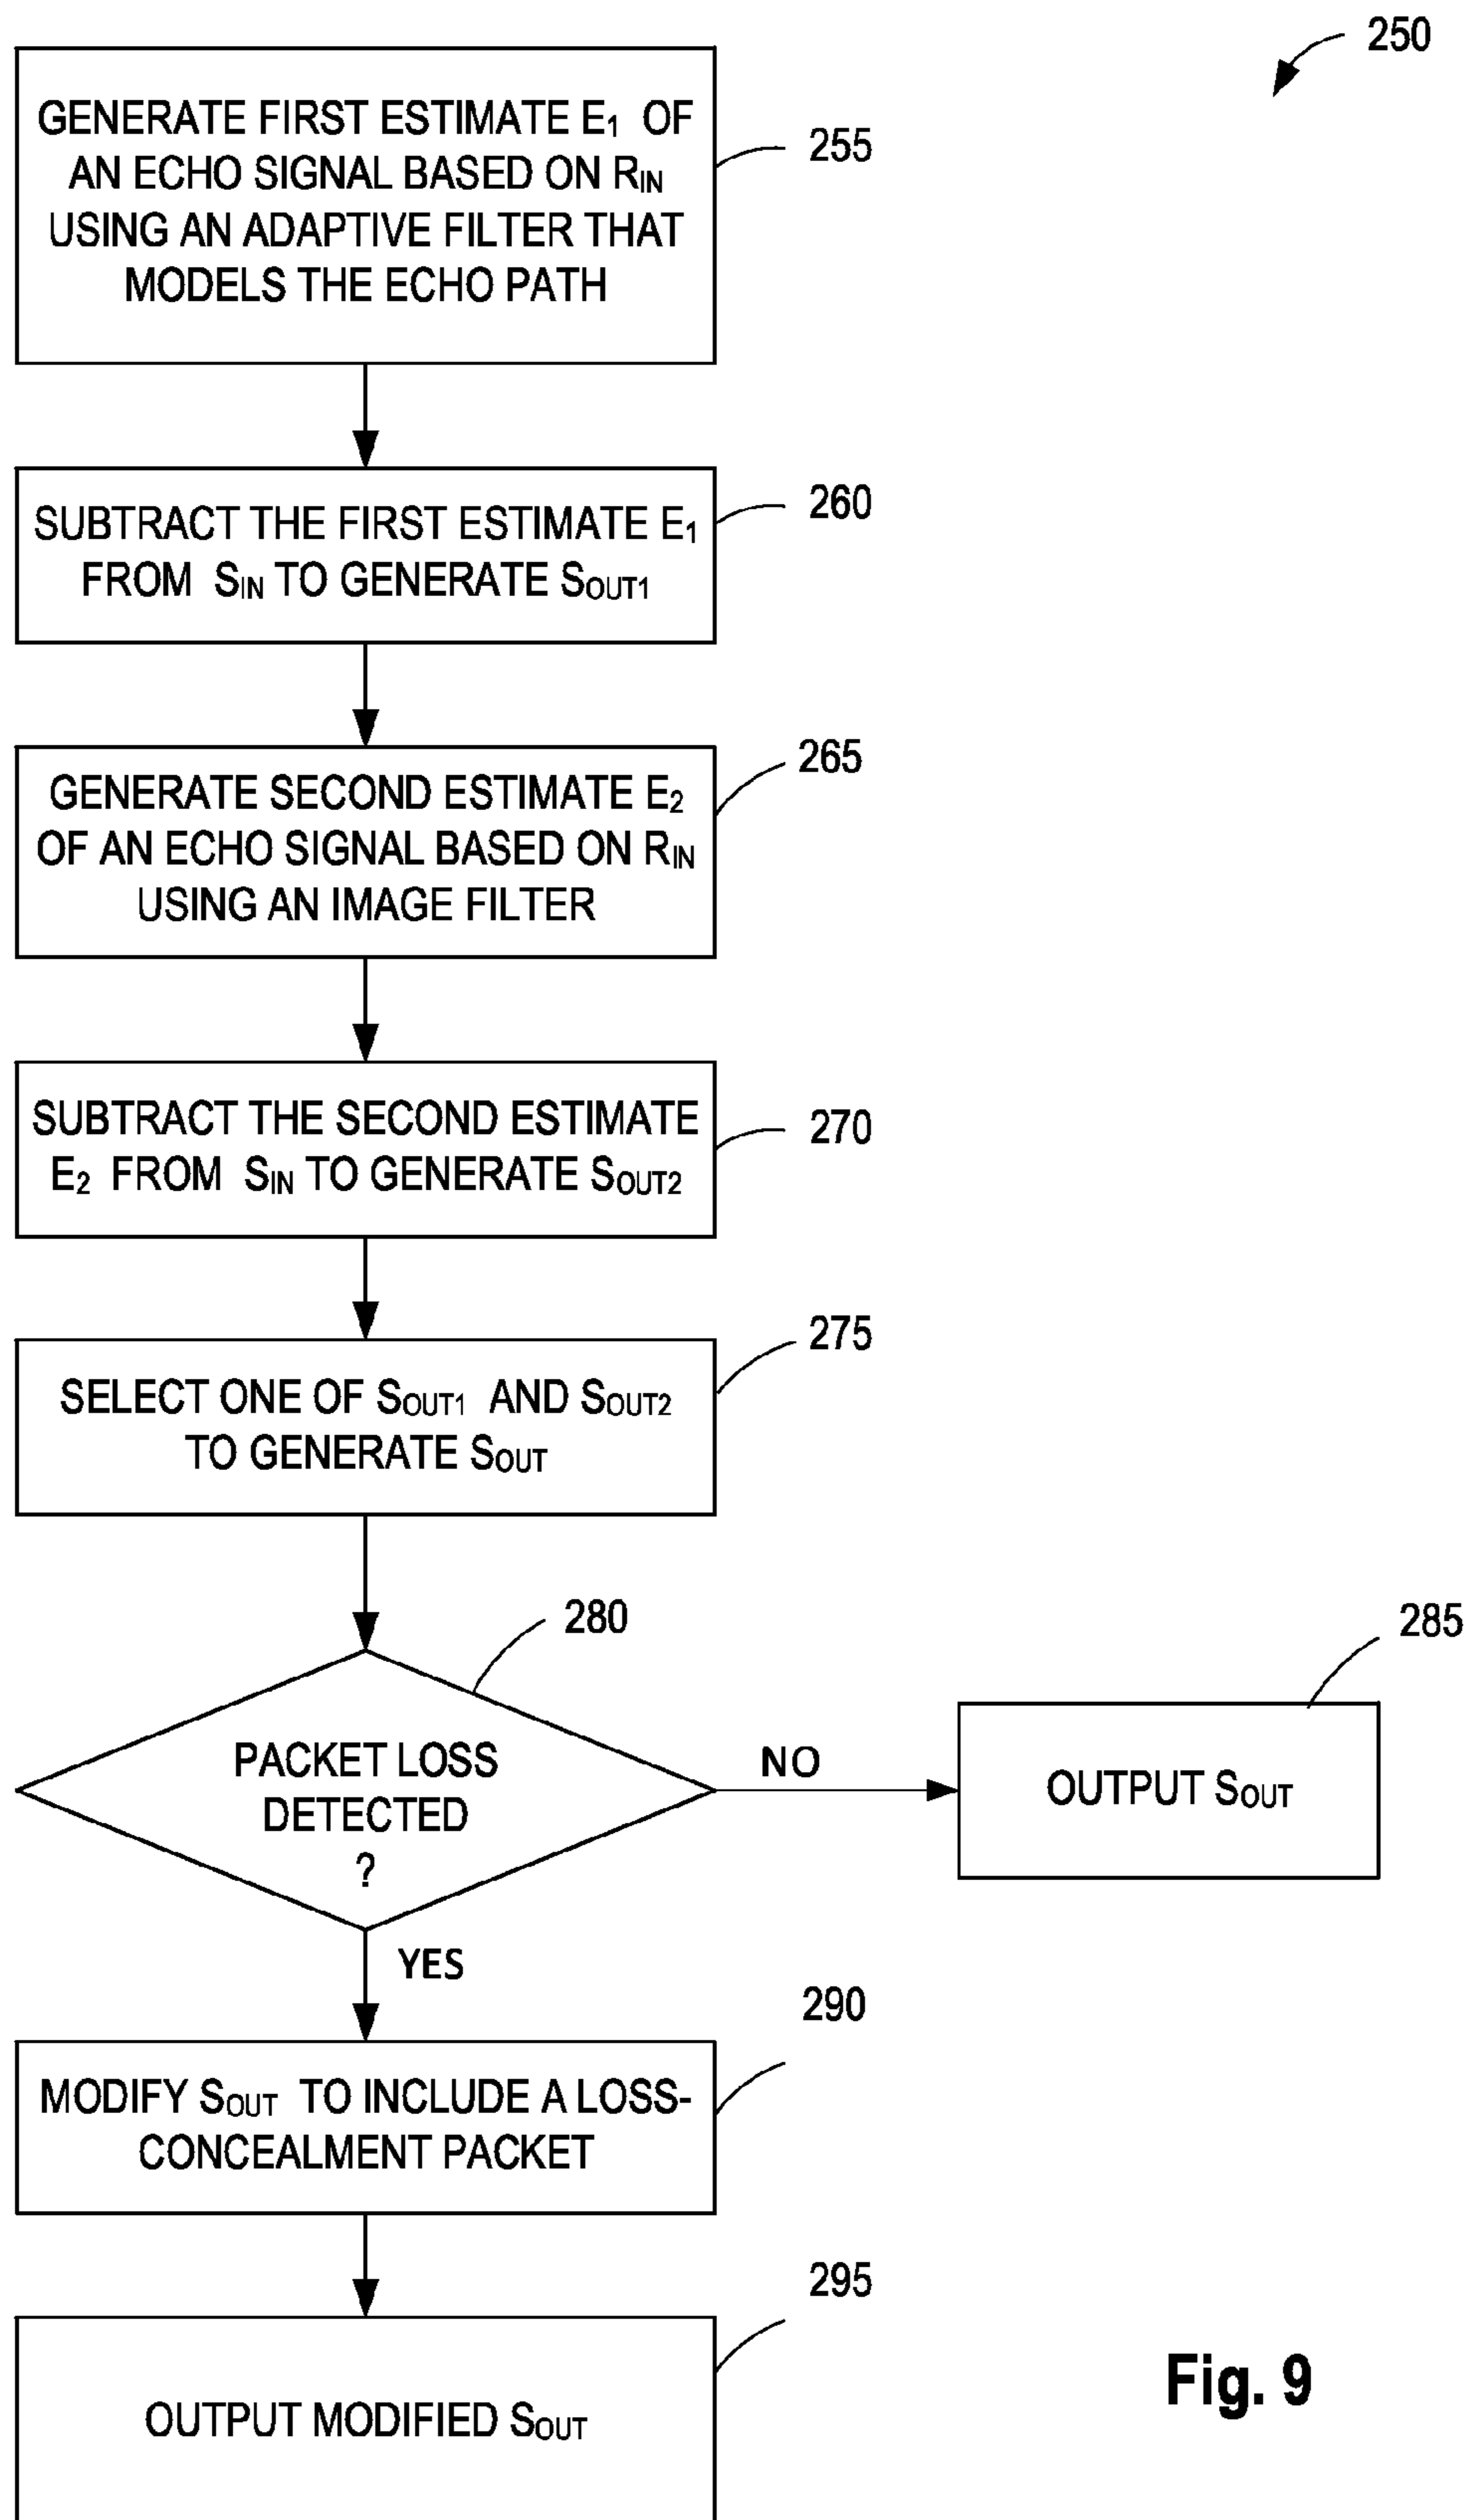 250
GENERATE FIRST ESTIMATE E1 OF
AN ECHO SIGNAL BASED ON RIN
USING AN ADAPTIVE FILTER THAT
MODELS THE ECHO PATH
255
SUBTRACT THE FIRST ESTIMATE E1
FROM SIN TO GENERATE SOUT1
260
GENERATE SECOND ESTIMATE E2
OF AN ECHO SIGNAL BASED ON RIN
USING AN IMAGE FILTER
265
SUBTRACT THE SECOND ESTIMATE
E2 FROM SIN TO GENERATE SOUT2
270
SELECT ONE OF SOUT1 AND SOUT2
TO GENERATE SOUT
275
PACKET LOSS
DETECTED
?
280
NO
OUTPUT SOUT
285
YES
MODIFY SOUT TO INCLUDE A LOSS-
CONCEALMENT PACKET
290
OUTPUT MODIFIED SOUT
295
Fig. 9